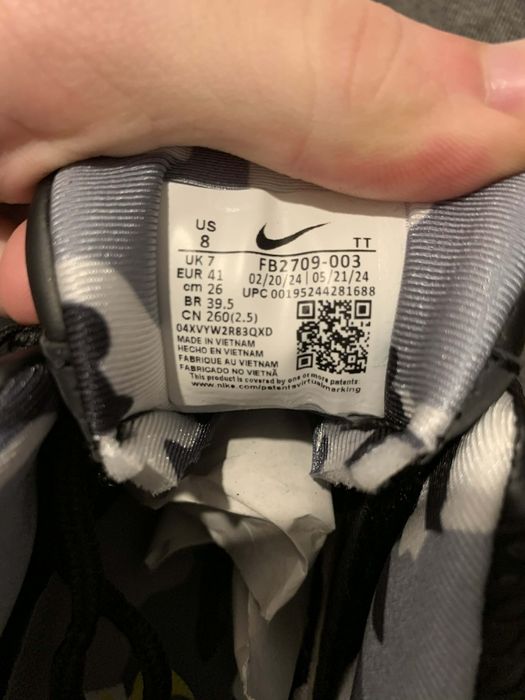 US
8
TT
UK 7
FB2709-003
EUR 41
02/20/24 | 05/21/24
cm 26
UPC 00195244281688
BR 39.5
CN 260(2.5)
04XVYW2R83QXD
MADE IN VIETNAM
HECHO EN VIETNAM
FABRIQUE AU VIETNAM
FABRICADO NO VIETNÃ
This product is covered by one or more patents:
www.nike.com/patentsvirtualmarking